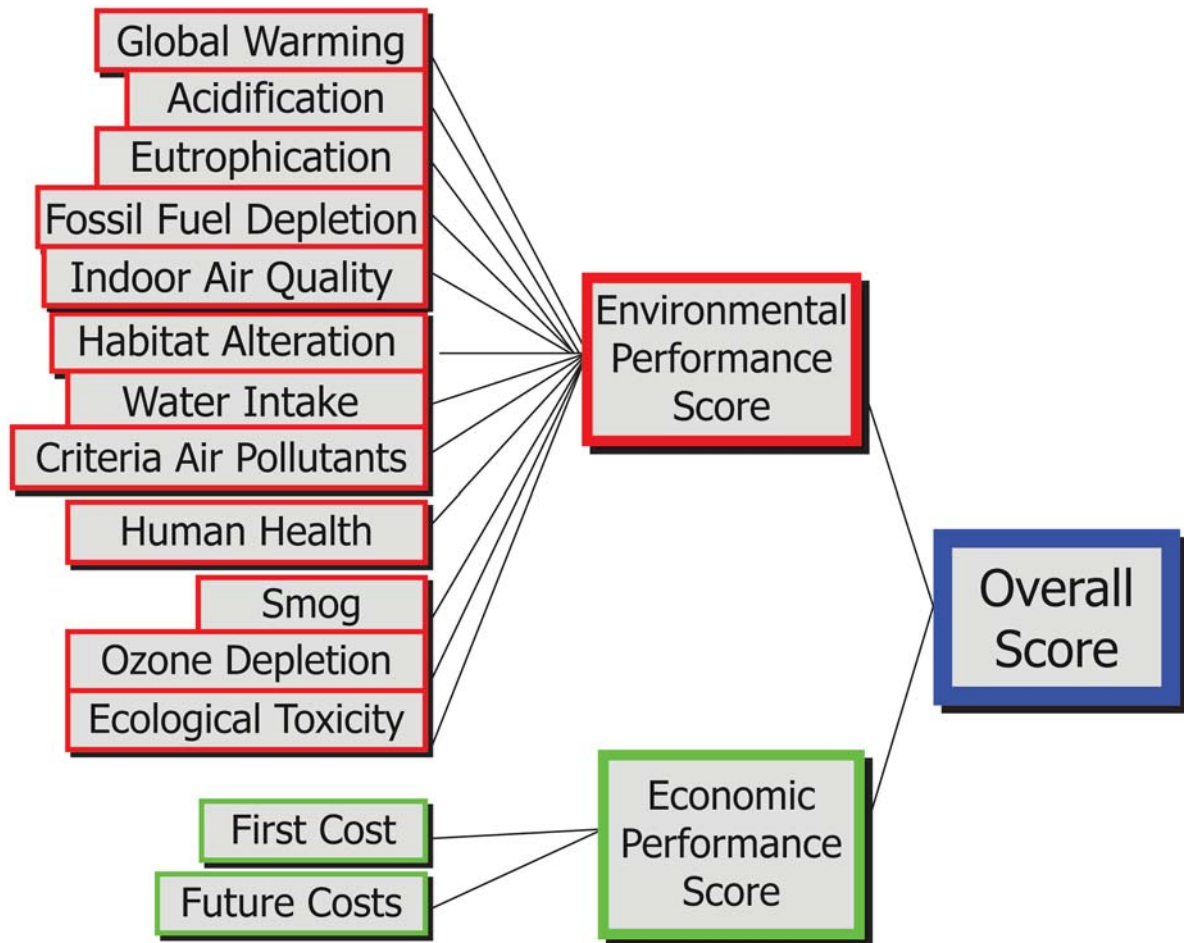 Global Warming
Acidification
Eutrophication
Fossil Fuel Depletion
Indoor Air Quality
Habitat Alteration
Water Intake
Criteria Air Pollutants
Human Health
Smog
Ozone Depletion
Ecological Toxicity
First Cost
Future Costs
Environmental
Performance
Score
Economic
Performance
Score
Overall
Score